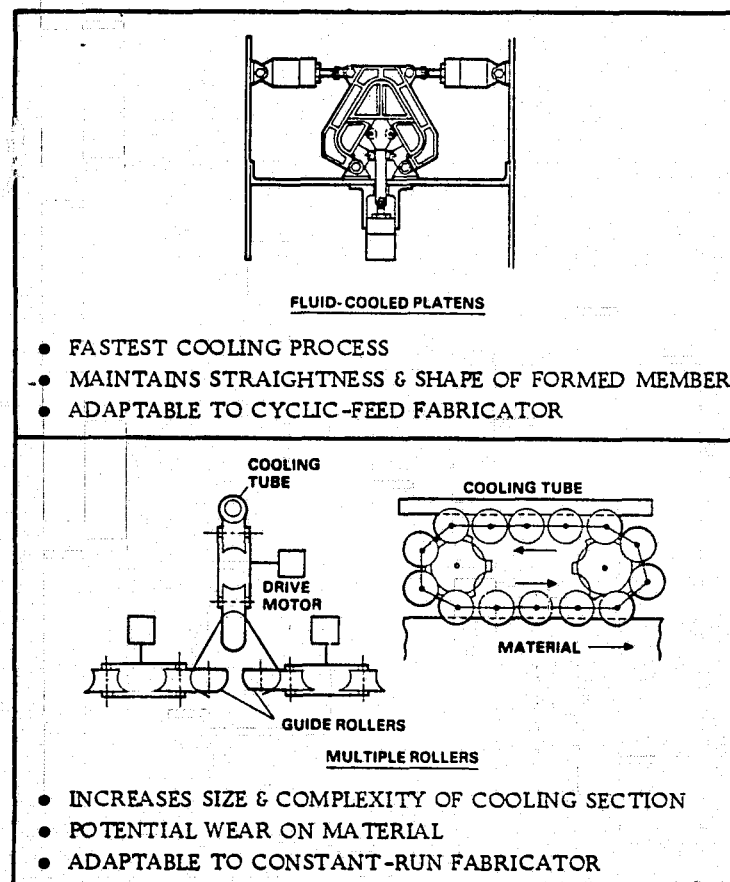 FLUID-COOLED PLATENS
● FASTEST COOLING PROCESS
● MAINTAINS STRAIGHTNESS & SHAPE OF FORMED MEMBER
● ADAPTABLE TO CYCLIC-FEED FABRICATOR
COOLING
TUBE
DRIVE
MOTOR
GUIDE ROLLERS
COOLING TUBE
MATERIAL
MULTIPLE ROLLERS
● INCREASES SIZE & COMPLEXITY OF COOLING SECTION
● POTENTIAL WEAR ON MATERIAL
● ADAPTABLE TO CONSTANT-RUN FABRICATOR